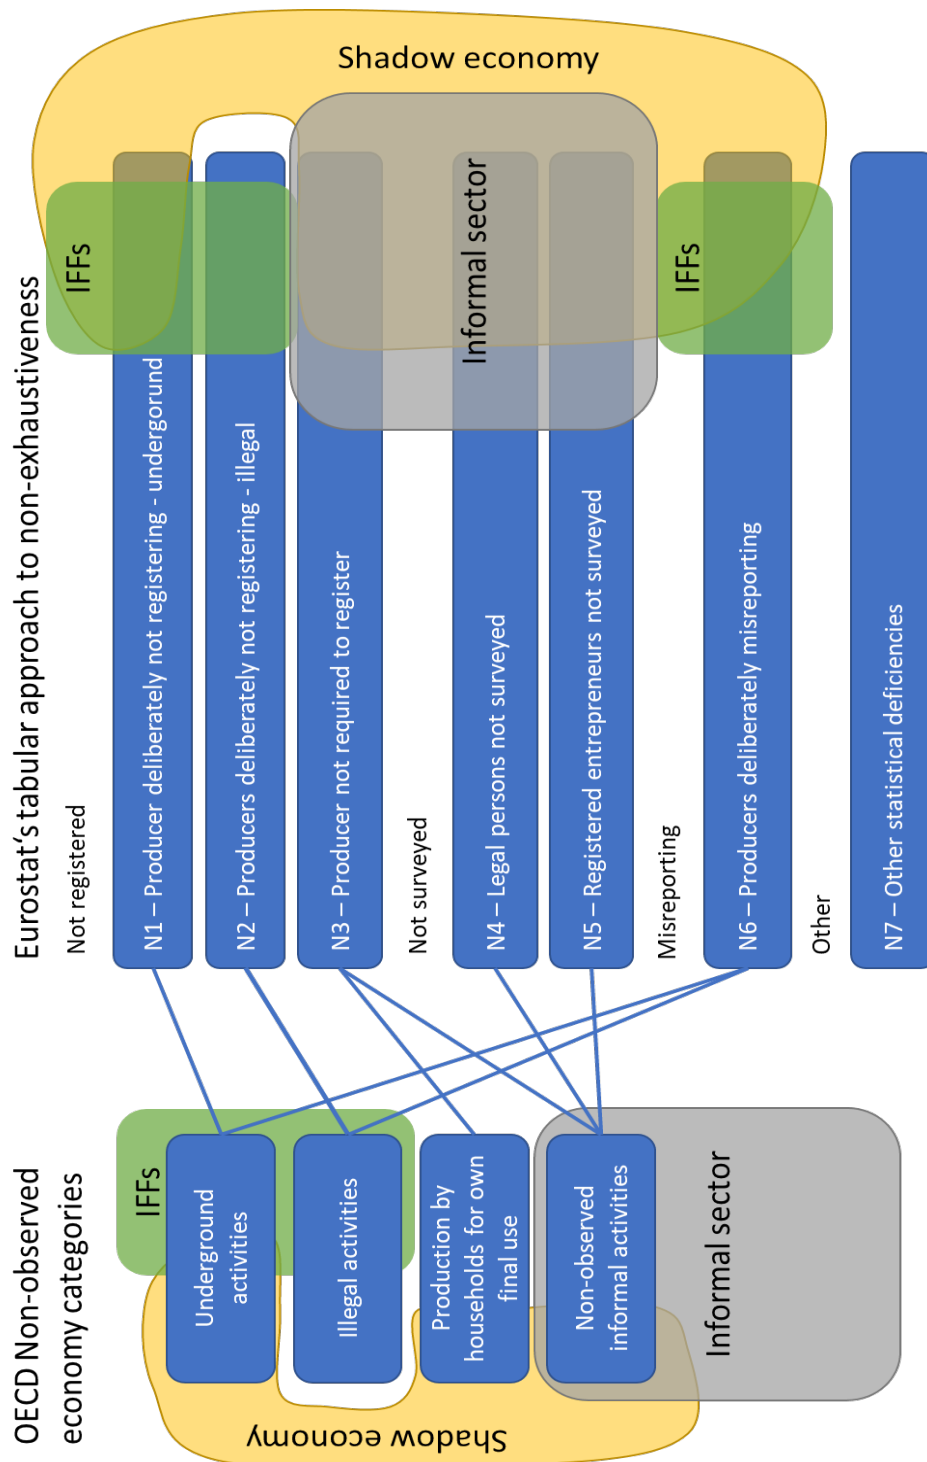 OECD Non-observed
economy categories
IFFs
Underground
activities
Illegal activities
Production by
households for own
final use
Non-observed
informal activities
Informal sector
Shadow economy
Eurostat‘s tabular approach to non-exhaustiveness
Not registered
N1 – Producer deliberately not registering - undergorund
N2 – Producers deliberately not registering - illegal
N3 – Producer not required to register
Not surveyed
N4 – Legal persons not surveyed
N5 – Registered entrepreneurs not surveyed
Misreporting
N6 – Producers deliberately misreporting
Other
N7 – Other statistical deficiencies
IFFs
Informal sector
IFFs
Shadow economy